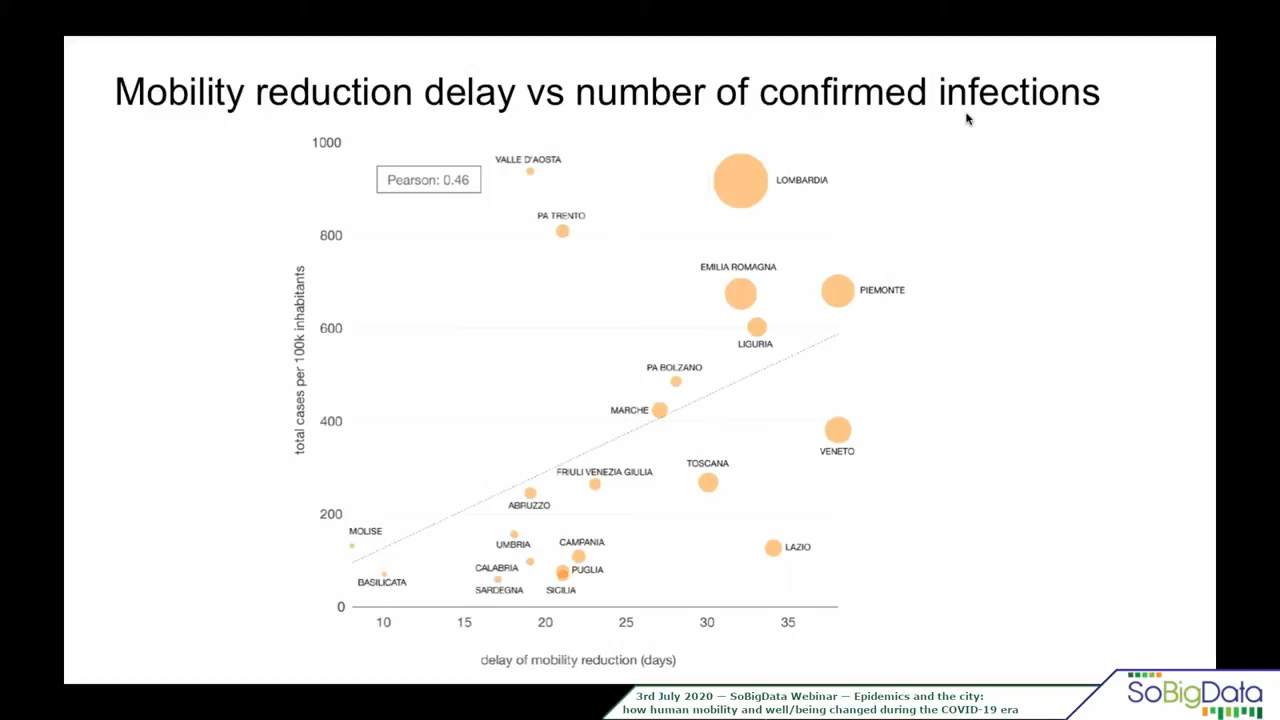 Mobility reduction delay vs number of confirmed infections
1000
VALLE D'AOSTA
Pearson: 0.46
LOMBARDIA
PA TRENTO
800
EMILIA ROMAGNA
PIEMONTE
600
LIGURIA
total cases per 100k inhabitants
PA BOLZANO
MARCHE
400
VENETO
TOSCANA
FRIULI VENEZIA GIULIA
ABRUZZO
200
MOLISE
UMBRIA
CAMPANIA
LAZIO
CALABRIA
PUGLIA
BASILICATA
SARDEGNA
SICILIA
0
10 15 20 25 30 35
delay of mobility reduction (days)
3rd July 2020 — SoBigData Webinar — Epidemics and the city:
how human mobility and well/being changed during the COVID-19 era
SoBigData